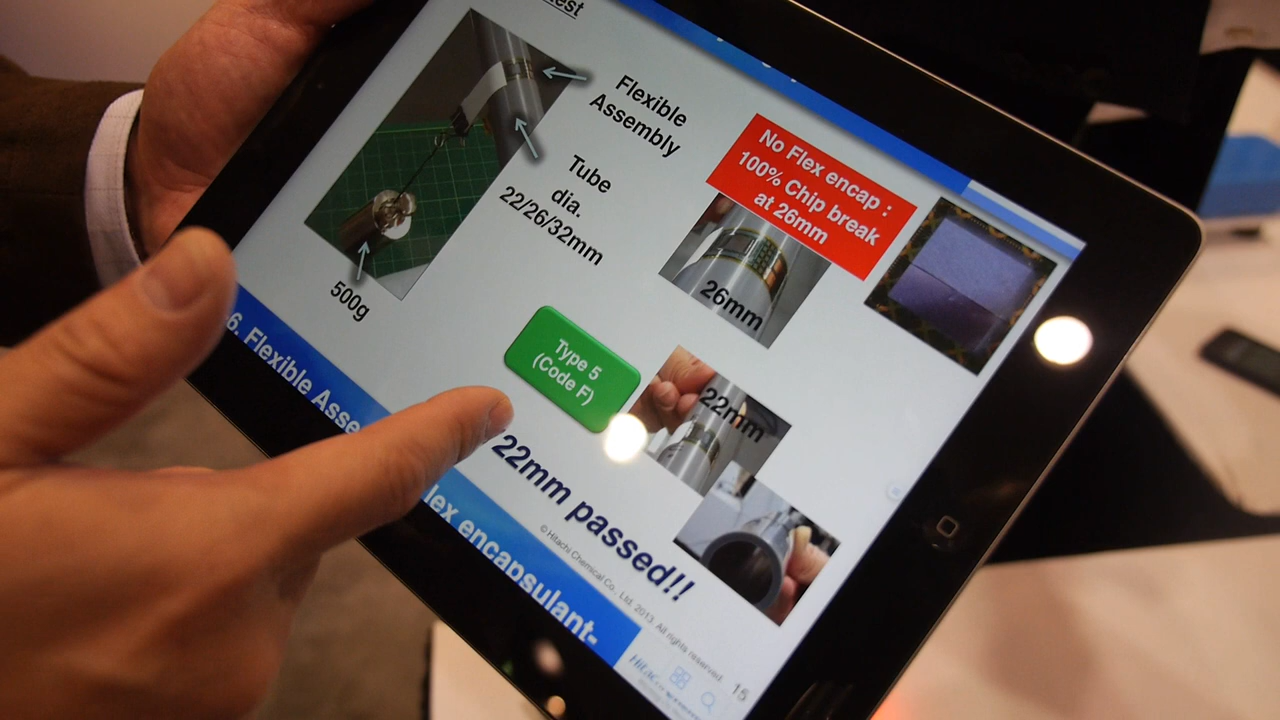 Flexible
Assembly
Tube
dia.
22/26/32mm
500g
No Flex encap :
100% Chip break
at 26mm
26mm
Type 5
(Code F)
22mm
22mm passed!!
6. Flexible Asse
lex encapsulant-
© Hitachi Chemical Co., Ltd. 2013. All rights reserved.
15